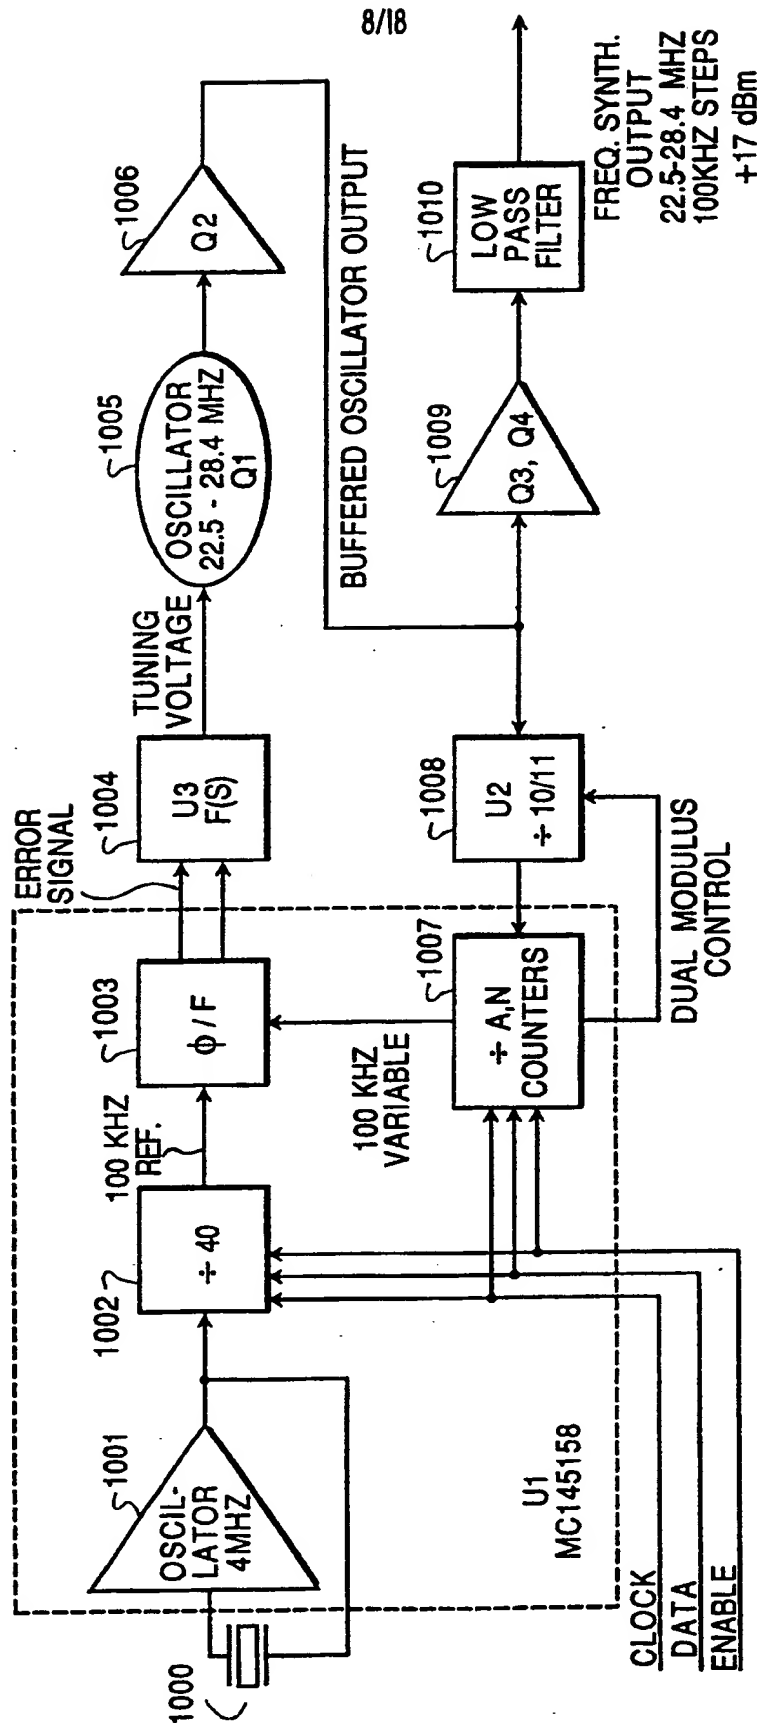 8/18
1000
1001
OSCIL-
LATOR
4MHZ
1002
÷ 40
100 KHZ
REF.
1003
ϕ / F
ERROR
SIGNAL
1004
U3
F(S)
TUNING
VOLTAGE
1005
OSCILLATOR
22.5 - 28.4 MHZ
Q1
1006
Q2
BUFFERED OSCILLATOR OUTPUT
100 KHZ
VARIABLE
1007
÷ A,N
COUNTERS
1008
U2
÷ 10/11
1009
Q3, Q4
1010
LOW
PASS
FILTER
FREQ. SYNTH.
OUTPUT
22.5-28.4 MHZ
100KHZ STEPS
+17 dBm
DUAL MODULUS
CONTROL
U1
MC145158
CLOCK
DATA
ENABLE